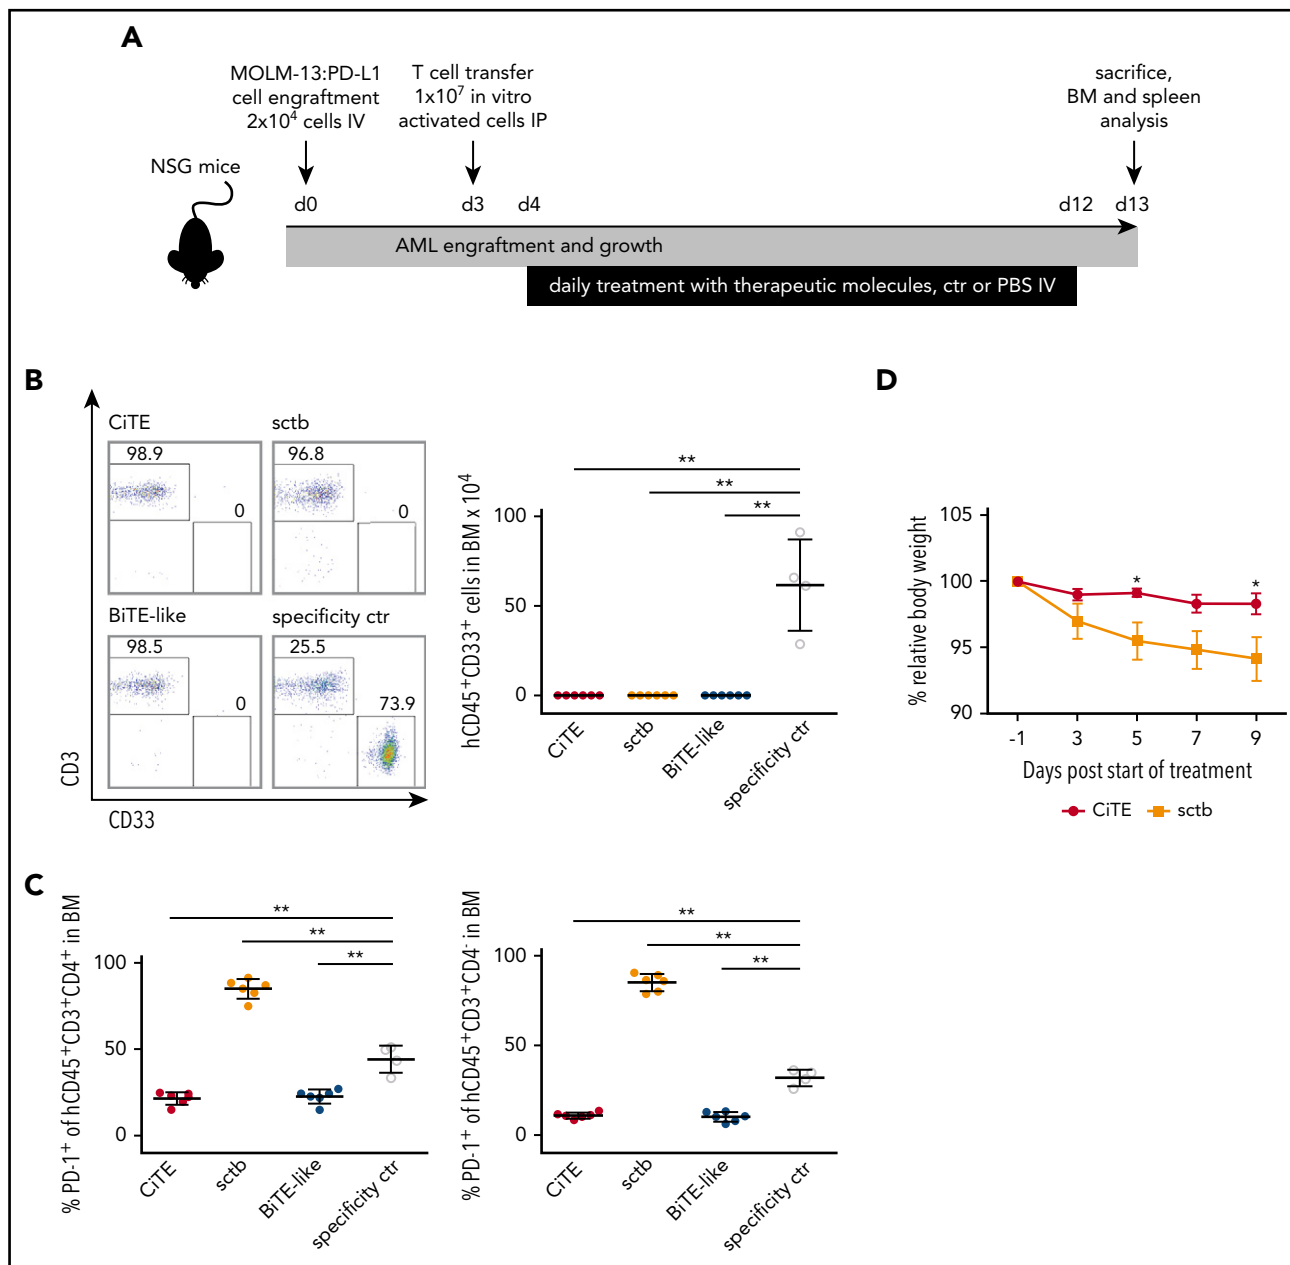 A
MOLM-13:PD-L1
cell engraftment
2x10⁴ cells IV
T cell transfer
1x10⁷ in vitro
activated cells IP
sacrifice,
BM and spleen
analysis
NSG mice
d0
d3
d4
d12
d13
AML engraftment and growth
daily treatment with therapeutic molecules, ctr or PBS IV
B
CiTE
98.9
0
sctb
96.8
0
BiTE-like
98.5
0
specificity ctr
25.5
73.9
CD3
CD33
hCD45⁺CD33⁺ cells in BM x 10⁴
100
50
0
**
**
**
CiTE
sctb
BiTE-like
specificity ctr
D
% relative body weight
105
100
95
90
*
*
-1
3
5
7
9
Days post start of treatment
CiTE
sctb
C
% PD-1⁺ of hCD45⁺CD3⁺CD4⁺ in BM
100
50
0
**
**
**
CiTE
sctb
BiTE-like
specificity ctr
% PD-1⁺ of hCD45⁺CD3⁺CD4⁻ in BM
100
50
0
**
**
**
CiTE
sctb
BiTE-like
specificity ctr